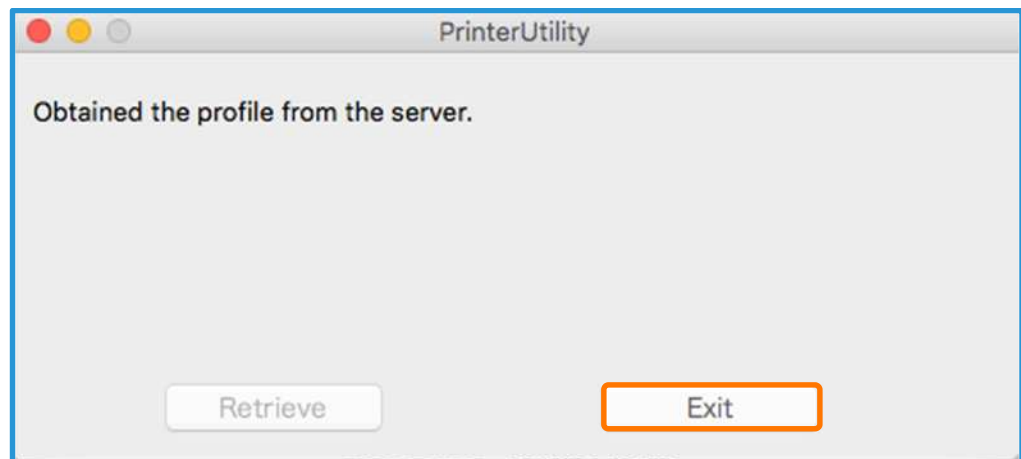 PrinterUtility
Obtained the profile from the server.
Retrieve
Exit